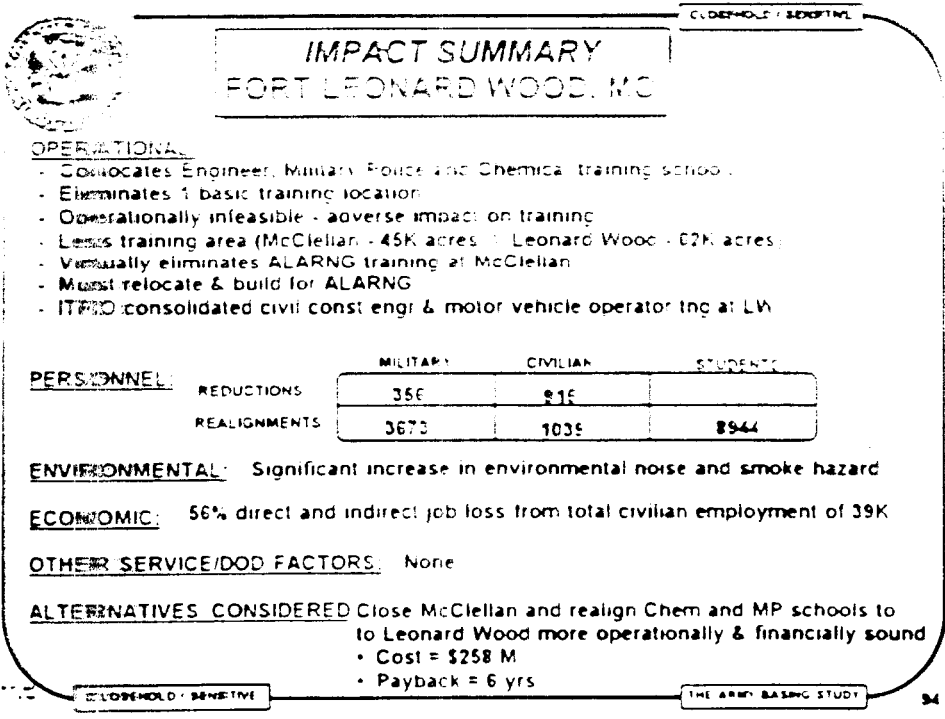 CLOSEHOLD / SENSITIVE
IMPACT SUMMARY
FORT LEONARD WOOD, MO
OPERATIONAL
- Collocates Engineer, Military Police and Chemical training schools
- Eliminates 1 basic training location
- Operationally infeasible - adverse impact on training
- Less training area (McClellan - 45K acres Leonard Wood - 62K acres
- Virtually eliminates ALARNG training at McClellan
- Must relocate & build for ALARNG
- ITRO consolidated civil const engr & motor vehicle operator tng at LW
MILITARY CIVILIAN STUDENTS
PERSONNEL:
REDUCTIONS 356
REALIGNMENTS 3673 1035 8944
ENVIRONMENTAL: Significant increase in environmental noise and smoke hazard
ECONOMIC: 56% direct and indirect job loss from total civilian employment of 39K
OTHER SERVICE/DOD FACTORS: None
ALTERNATIVES CONSIDERED Close McClellan and realign Chem and MP schools to
to Leonard Wood more operationally & financially sound
• Cost = $258 M
• Payback = 6 yrs
CLOSEHOLD / SENSITIVE
THE ARMY BASING STUDY
94